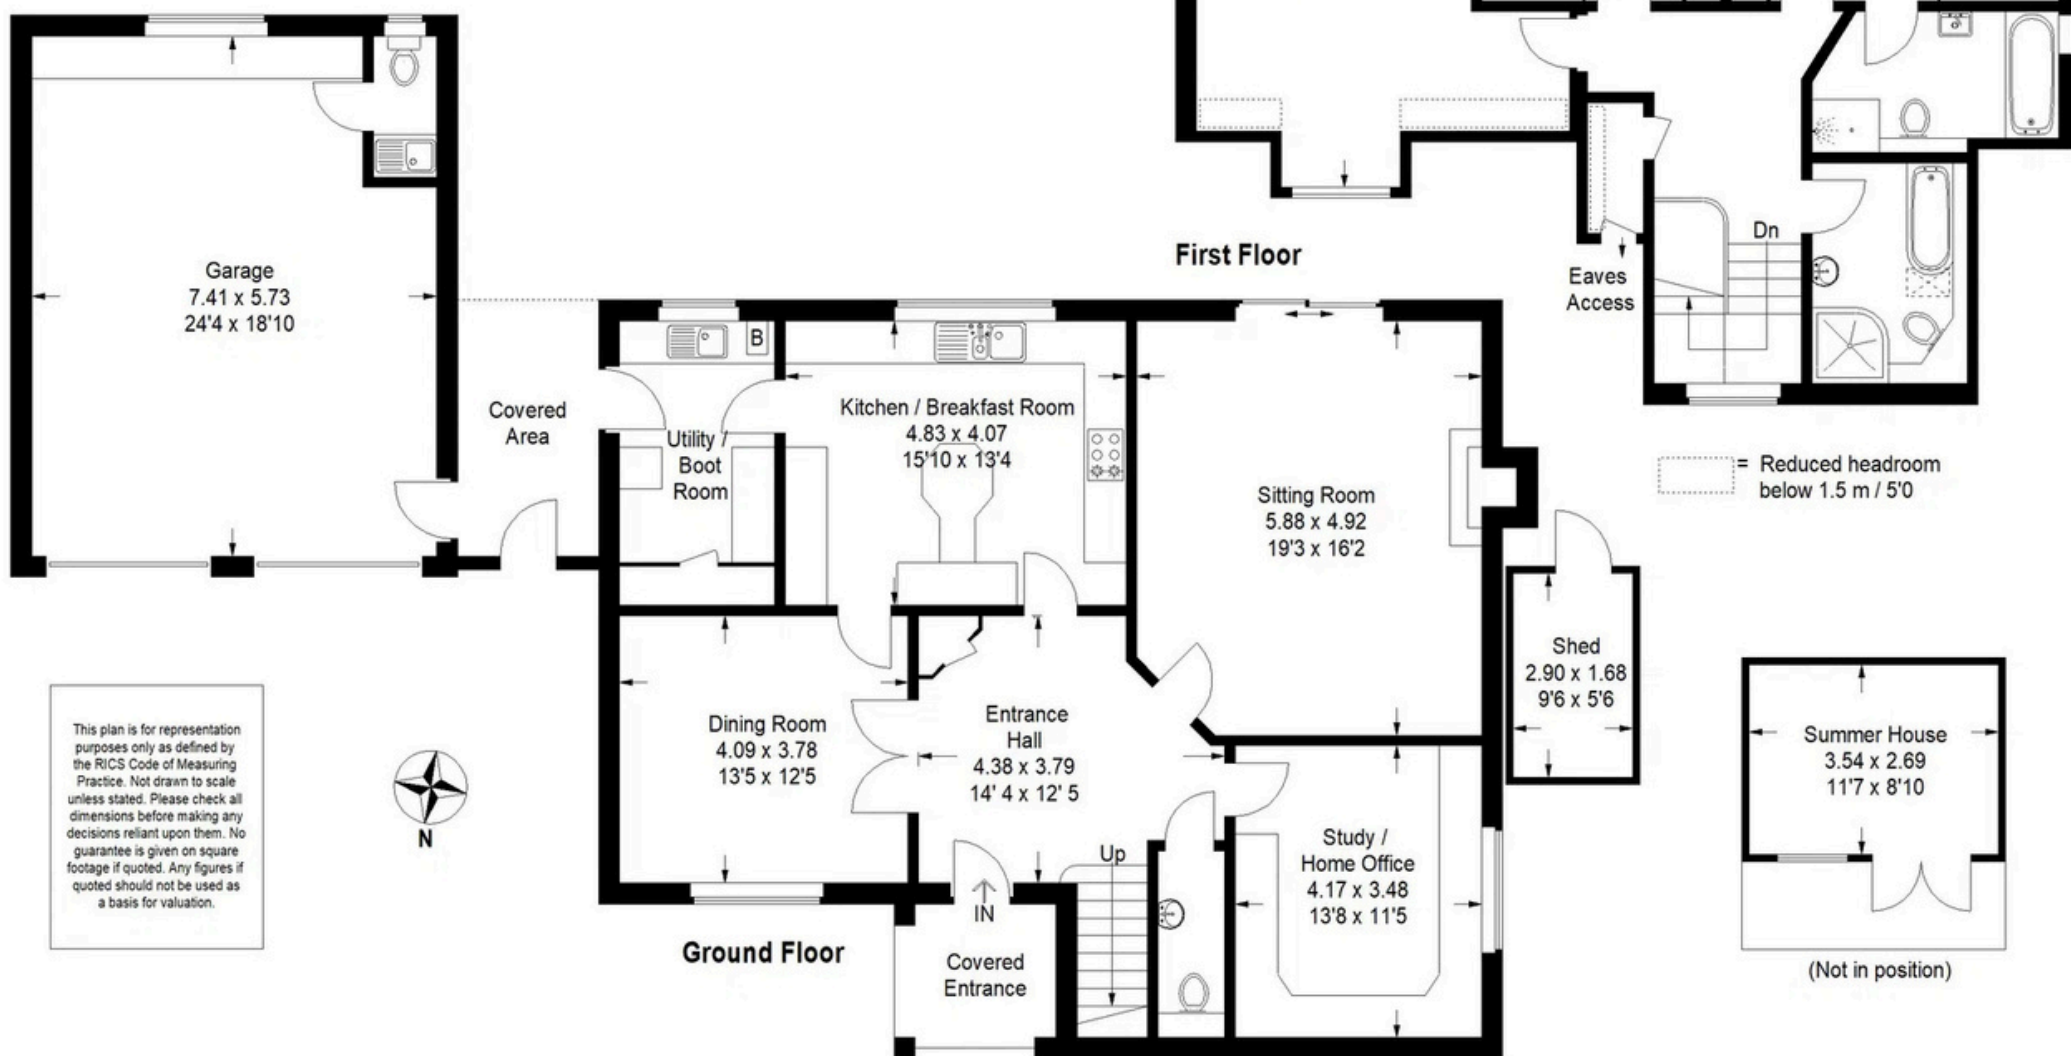 Garage
7.41 x 5.73
24'4 x 18'10
First Floor
Dn
Eaves
Access
B
Covered
Area
Utility /
Boot
Room
Kitchen / Breakfast Room
4.83 x 4.07
15'10 x 13'4
Sitting Room
5.88 x 4.92
19'3 x 16'2
= Reduced headroom
below 1.5 m / 5'0
Shed
2.90 x 1.68
9'6 x 5'6
Summer House
3.54 x 2.69
11'7 x 8'10
(Not in position)
This plan is for representation
purposes only as defined by
the RICS Code of Measuring
Practice. Not drawn to scale
unless stated. Please check all
dimensions before making any
decisions reliant upon them. No
guarantee is given on square
footage if quoted. Any figures if
quoted should not be used as
a basis for valuation.
N
Dining Room
4.09 x 3.78
13'5 x 12'5
Entrance
Hall
4.38 x 3.79
14' 4 x 12' 5
Up
IN
Study /
Home Office
4.17 x 3.48
13'8 x 11'5
Ground Floor
Covered
Entrance